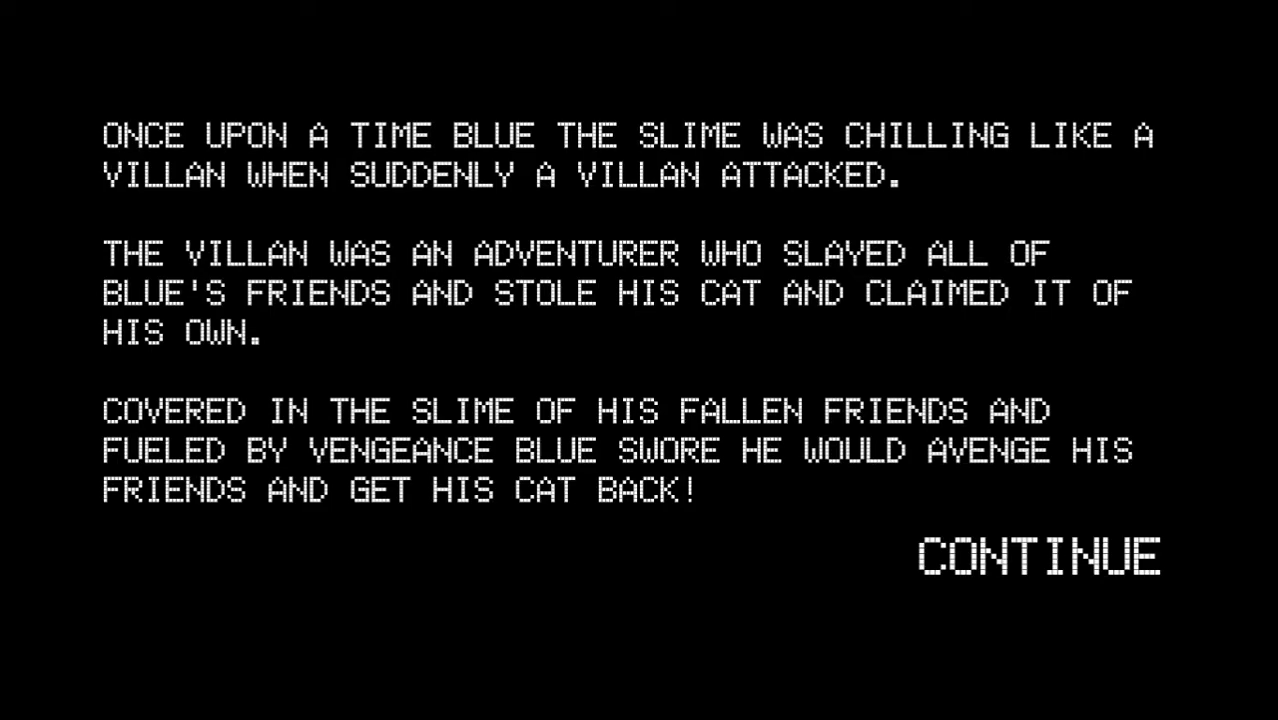 ONCE UPON A TIME BLUE THE SLIME WAS CHILLING LIKE A
VILLAN WHEN SUDDENLY A VILLAN ATTACKED.
THE VILLAN WAS AN ADVENTURER WHO SLAYED ALL OF
BLUE'S FRIENDS AND STOLE HIS CAT AND CLAIMED IT OF
HIS OWN.
COVERED IN THE SLIME OF HIS FALLEN FRIENDS AND
FUELED BY VENGEANCE BLUE SWORE HE WOULD AVENGE HIS
FRIENDS AND GET HIS CAT BACK!
CONTINUE